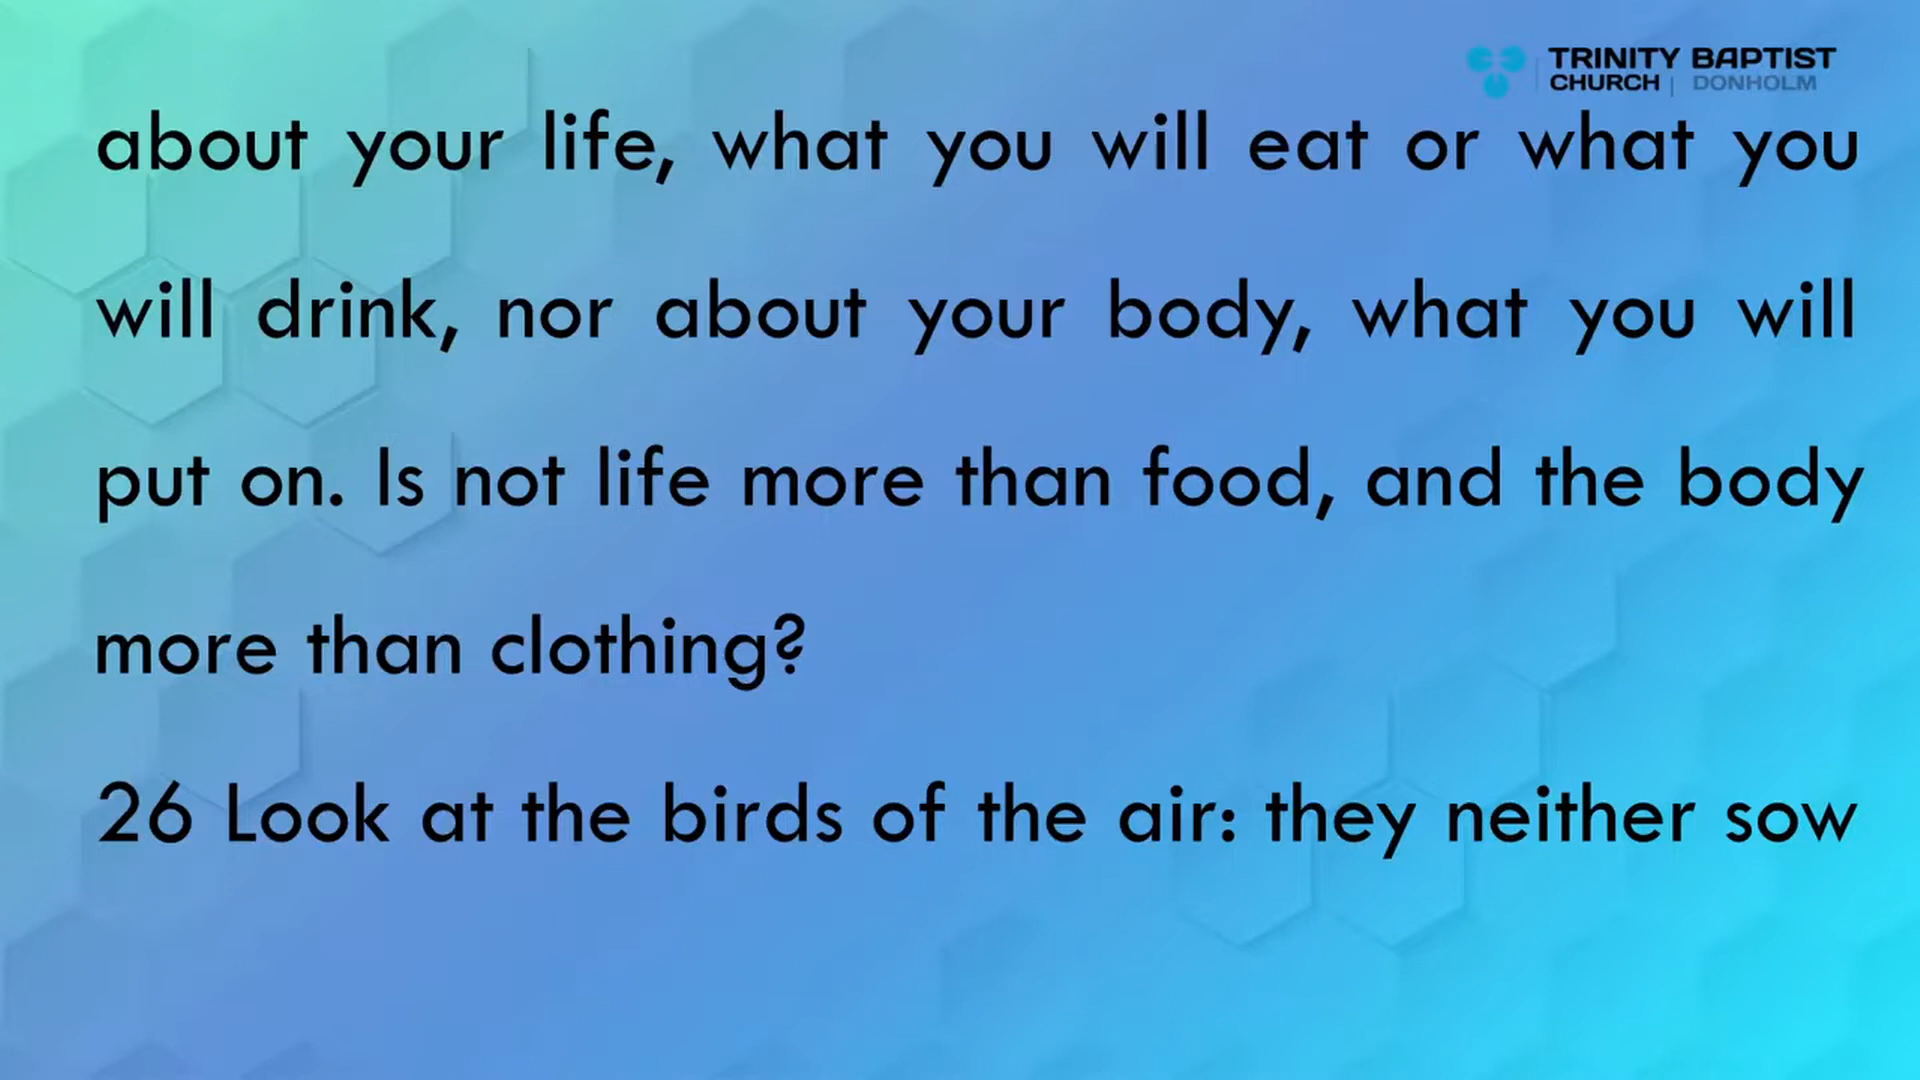 TRINITY BAPTIST
CHURCH | DONHOLM
about your life, what you will eat or what you
will drink, nor about your body, what you will
put on. Is not life more than food, and the body
more than clothing?
26 Look at the birds of the air: they neither sow